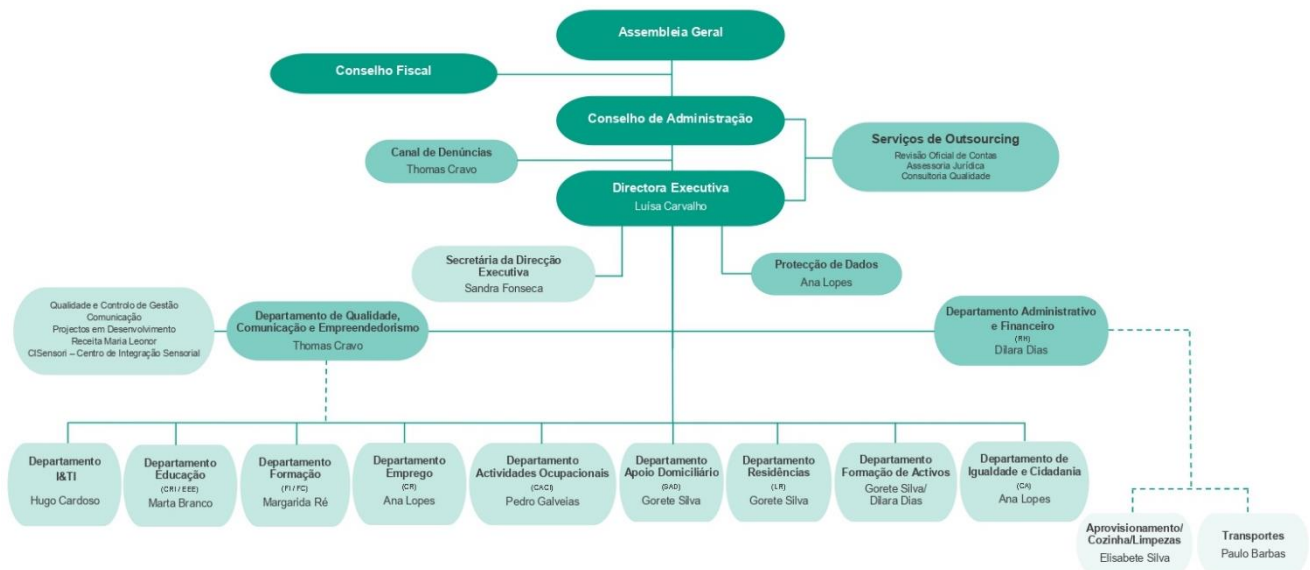 Assembleia Geral
Conselho Fiscal
Conselho de Administração
Canal de Denúncias
Thomas Cravo
Serviços de Outsourcing
Revisão Oficial de Contas
Assessoria Jurídica
Consultoria Qualidade
Directora Executiva
Luísa Carvalho
Secretária da Direcção
Executiva
Sandra Fonseca
Protecção de Dados
Ana Lopes
Qualidade e Controlo de Gestão
Comunicação
Projectos em Desenvolvimento
Receita Maria Leonor
CISensori – Centro de Integração Sensorial
Departamento de Qualidade,
Comunicação e Empreendedorismo
Thomas Cravo
Departamento Administrativo
e Financeiro
(RH)
Dilara Dias
Departamento
I&TI
Hugo Cardoso
Departamento
Educação
(CRI / EEE)
Marta Branco
Departamento
Formação
(FI / FC)
Margarida Ré
Departamento
Emprego
(CR)
Ana Lopes
Departamento
Actividades Ocupacionais
(CACI)
Pedro Galveias
Departamento
Apoio Domiciliário
(SAD)
Gorete Silva
Departamento
Residências
(LR)
Gorete Silva
Departamento
Formação de Activos
Gorete Silva/
Dilara Dias
Departamento de
Igualdade e Cidadania
(CA)
Ana Lopes
Aprovisionamento/
Cozinha/Limpezas
Elisabete Silva
Transportes
Paulo Barbas